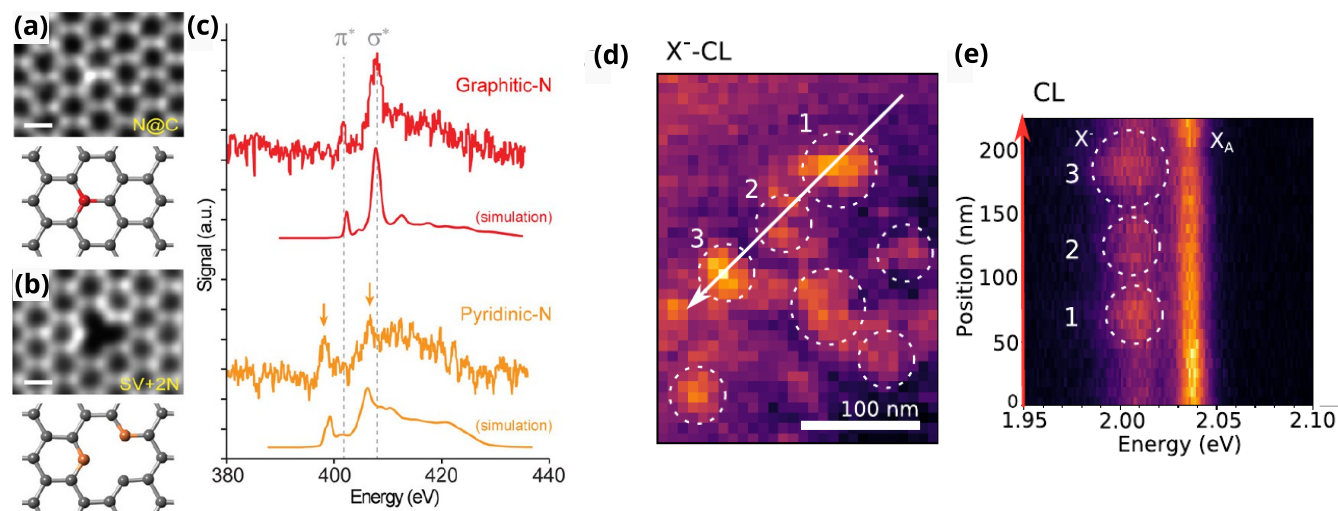 (a)
N@C
(b)
SV+2N
(c)
π* σ*
Graphitic-N
(simulation)
Pyridinic-N
(simulation)
Signal (a.u.)
380 400 420 440
Energy (eV)
(d)
X⁻-CL
1
2
3
100 nm
(e)
CL
X⁻ X_A
3
2
1
200
150
100
50
0
Position (nm)
1.95 2.00 2.05 2.10
Energy (eV)